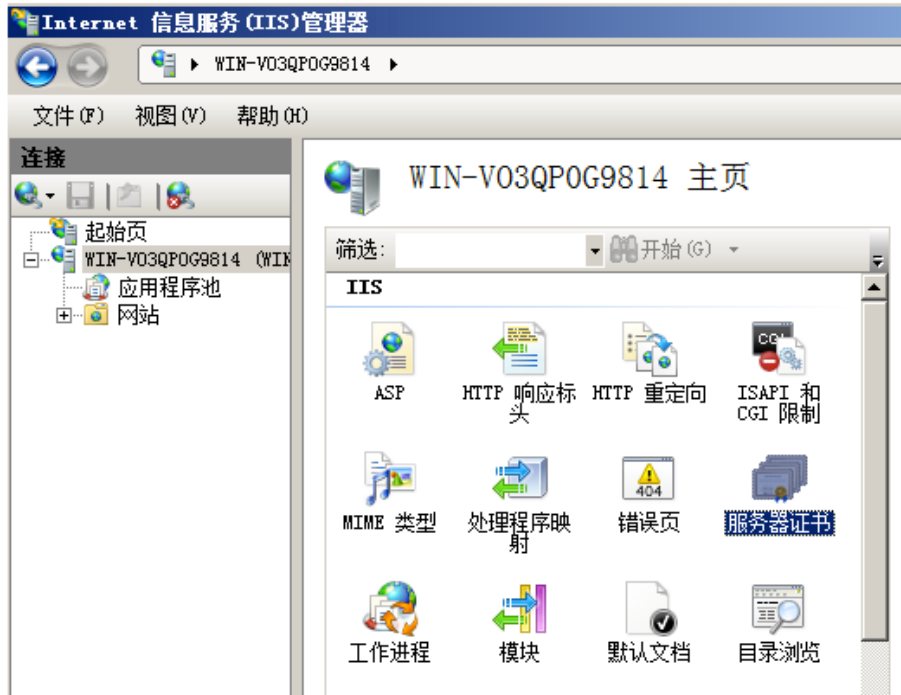 Internet 信息服务(IIS)管理器
WIN-VO3QP0G9814
文件(F) 视图(V) 帮助(H)
连接
起始页
WIN-VO3QP0G9814 (WIN
应用程序池
网站
WIN-VO3QP0G9814 主页
筛选: 开始(G)
IIS
ASP
HTTP 响应标
头
HTTP 重定向
CGI
ISAPI 和
CGI 限制
MIME 类型
处理程序映
射
404
错误页
服务器证书
工作进程
模块
默认文档
目录浏览